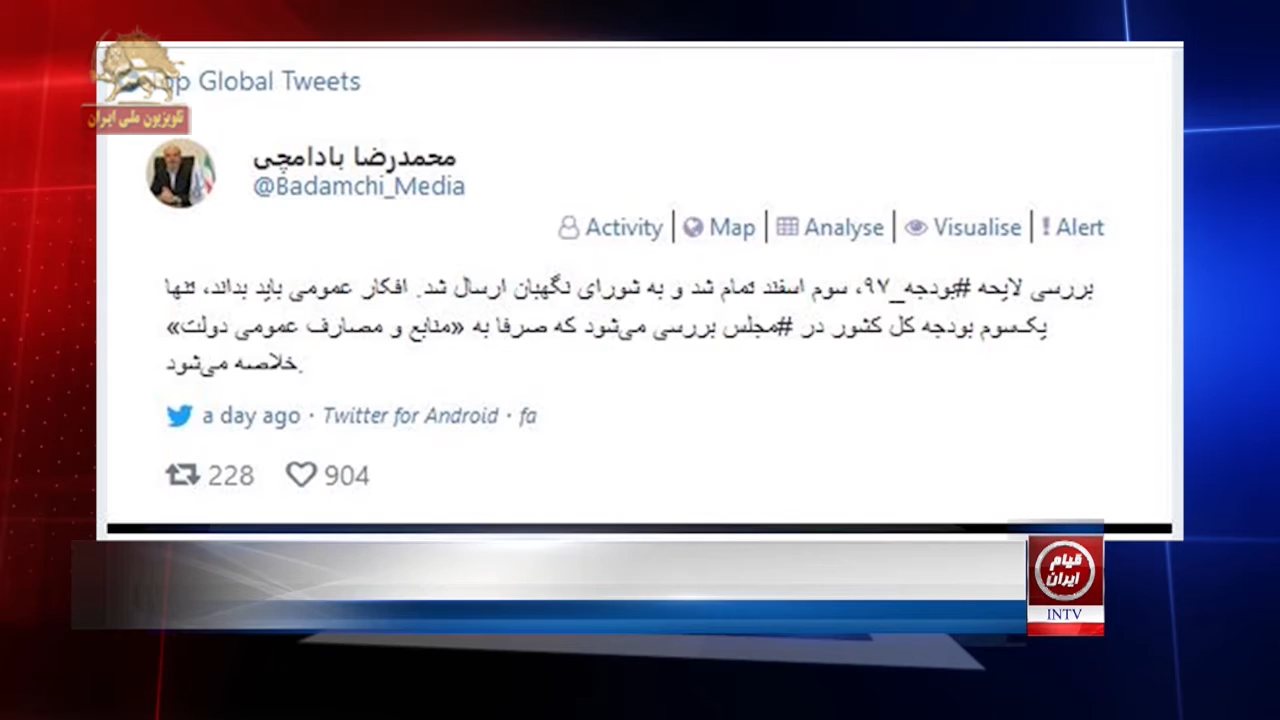 Global Tweets
تلویزیون ملی ایران
محمدرضا بادامچی
@Badamchi_Media
Activity | Map | Analyse | Visualise | Alert
بررسی لایحه #بودجه_۹۷، سوم اسفند تمام شد و به شورای نگهبان ارسال شد. افکار عمومی باید بداند، تنها
یک‌سوم بودجه کل کشور در #مجلس بررسی می‌شود که صرفا به «منابع و مصارف عمومی دولت»
خلاصه می‌شود.
a day ago · Twitter for Android · fa
228 904
قیام
ایران
INTV